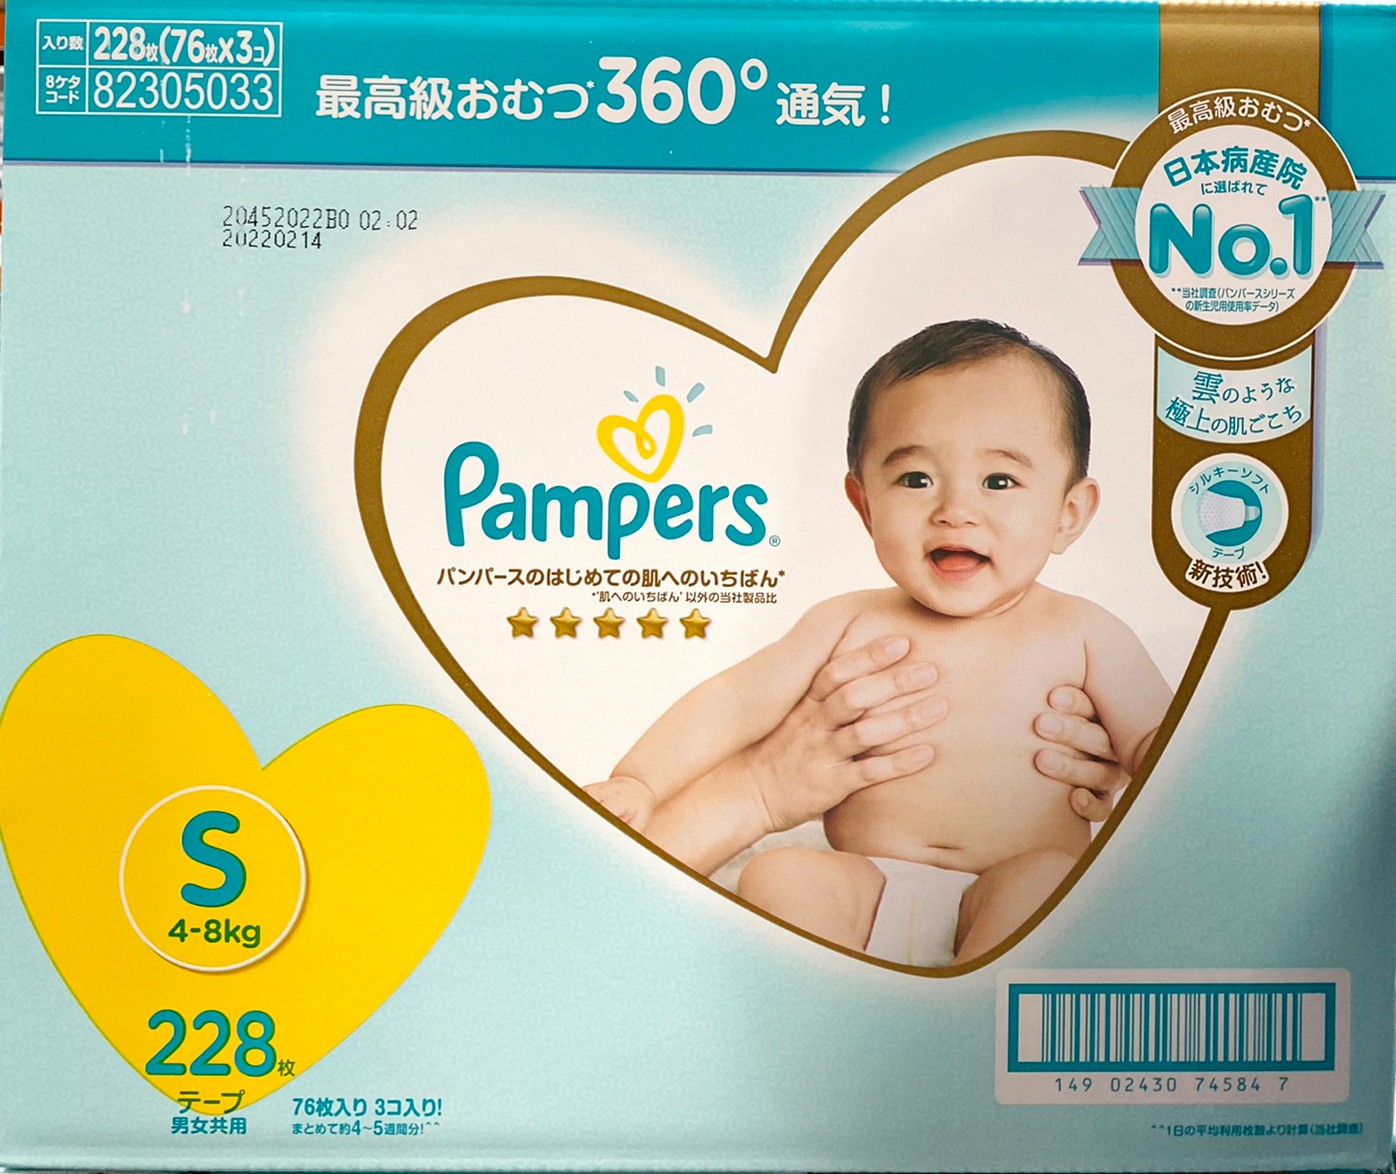 入り数 228枚(76枚×3コ)
8ケタ
コード 82305033
最高級おむつ*360°通気!
20452022B0 02:02
20220214
最高級おむつ*
日本病産院
に選ばれて
No.1**
**当社調査(パンパースシリーズ
の新生児用使用率データ)
雲のような
極上の肌ごこち
シルキーソフト
テープ
新技術!
Pampers®
パンパースのはじめての肌へのいちばん*
*'肌へのいちばん' 以外の当社製品比
S
4-8kg
228枚
テープ
男女共用
76枚入り 3コ入り!
まとめて約4~5週間分!^^
149 02430 74584 7
^^1日の平均利用枚数より計算(当社調査)